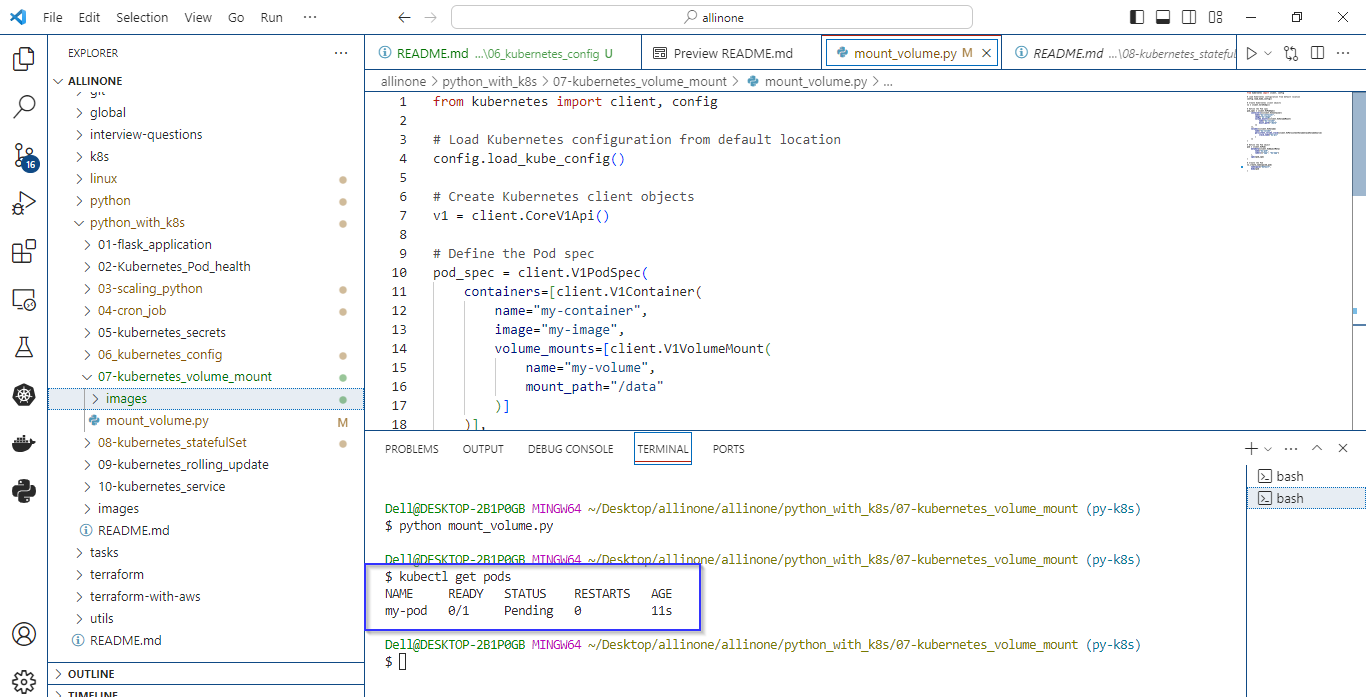 File Edit Selection View Go Run ···
allinone
EXPLORER
ALLINONE
git
global
interview-questions
k8s
linux
python
python_with_k8s
01-flask_application
02-Kubernetes_Pod_health
03-scaling_python
04-cron_job
05-kubernetes_secrets
06_kubernetes_config
07-kubernetes_volume_mount
images
mount_volume.py M
08-kubernetes_statefulSet
09-kubernetes_rolling_update
10-kubernetes_service
images
README.md
tasks
terraform
terraform-with-aws
utils
README.md
OUTLINE
TIMELINE
16
README.md ...\06_kubernetes_config U
Preview README.md
mount_volume.py M
README.md ...\08-kubernetes_stateful
allinone > python_with_k8s > 07-kubernetes_volume_mount > mount_volume.py > ...
1 from kubernetes import client, config
2
3 # Load Kubernetes configuration from default location
4 config.load_kube_config()
5
6 # Create Kubernetes client objects
7 v1 = client.CoreV1Api()
8
9 # Define the Pod spec
10 pod_spec = client.V1PodSpec(
11 containers=[client.V1Container(
12 name="my-container",
13 image="my-image",
14 volume_mounts=[client.V1VolumeMount(
15 name="my-volume",
16 mount_path="/data"
17 )]
18 )],
PROBLEMS OUTPUT DEBUG CONSOLE TERMINAL PORTS
Dell@DESKTOP-2B1P0GB MINGW64 ~/Desktop/allinone/allinone/python_with_k8s/07-kubernetes_volume_mount (py-k8s)
$ python mount_volume.py
Dell@DESKTOP-2B1P0GB MINGW64 ~/Desktop/allinone/allinone/python_with_k8s/07-kubernetes_volume_mount (py-k8s)
$ kubectl get pods
NAME READY STATUS RESTARTS AGE
my-pod 0/1 Pending 0 11s
Dell@DESKTOP-2B1P0GB MINGW64 ~/Desktop/allinone/allinone/python_with_k8s/07-kubernetes_volume_mount (py-k8s)
$
bash
bash